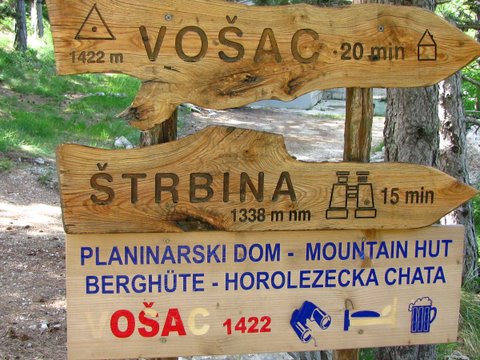 VOŠAC 20 min
1422 m
ŠTRBINA 15 min
1338 m nm
PLANINARSKI DOM - MOUNTAIN HUT
BERGHÜTE - HOROLEZECKA CHATA
VOŠAC 1422